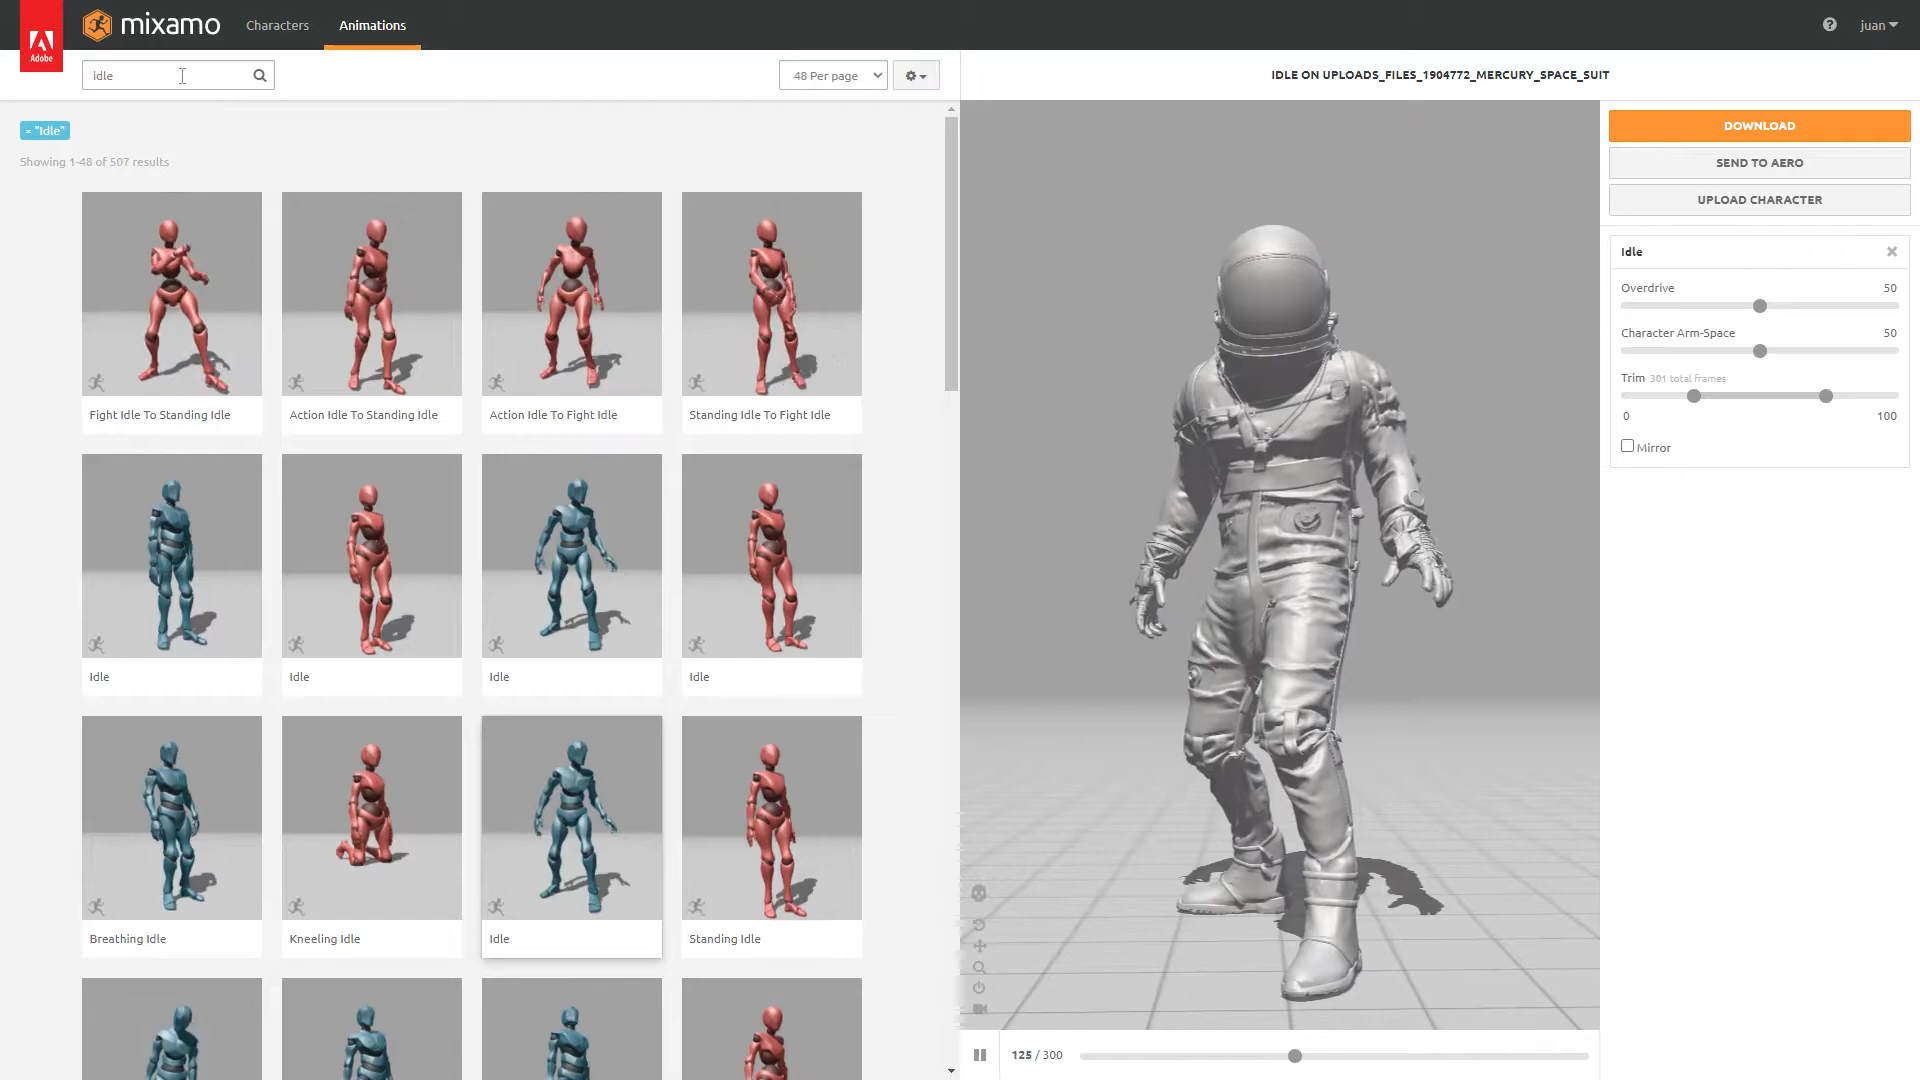 Adobe
mixamo
Characters
Animations
juan
idle
48 Per page
IDLE ON UPLOADS_FILES_1904772_MERCURY_SPACE_SUIT
× "Idle"
Showing 1-48 of 507 results
Fight Idle To Standing Idle
Action Idle To Standing Idle
Action Idle To Fight Idle
Standing Idle To Fight Idle
Idle
Idle
Idle
Idle
Breathing Idle
Kneeling Idle
Idle
Standing Idle
DOWNLOAD
SEND TO AERO
UPLOAD CHARACTER
Idle
Overdrive 50
Character Arm-Space 50
Trim 301 total frames
0 100
Mirror
125 / 300